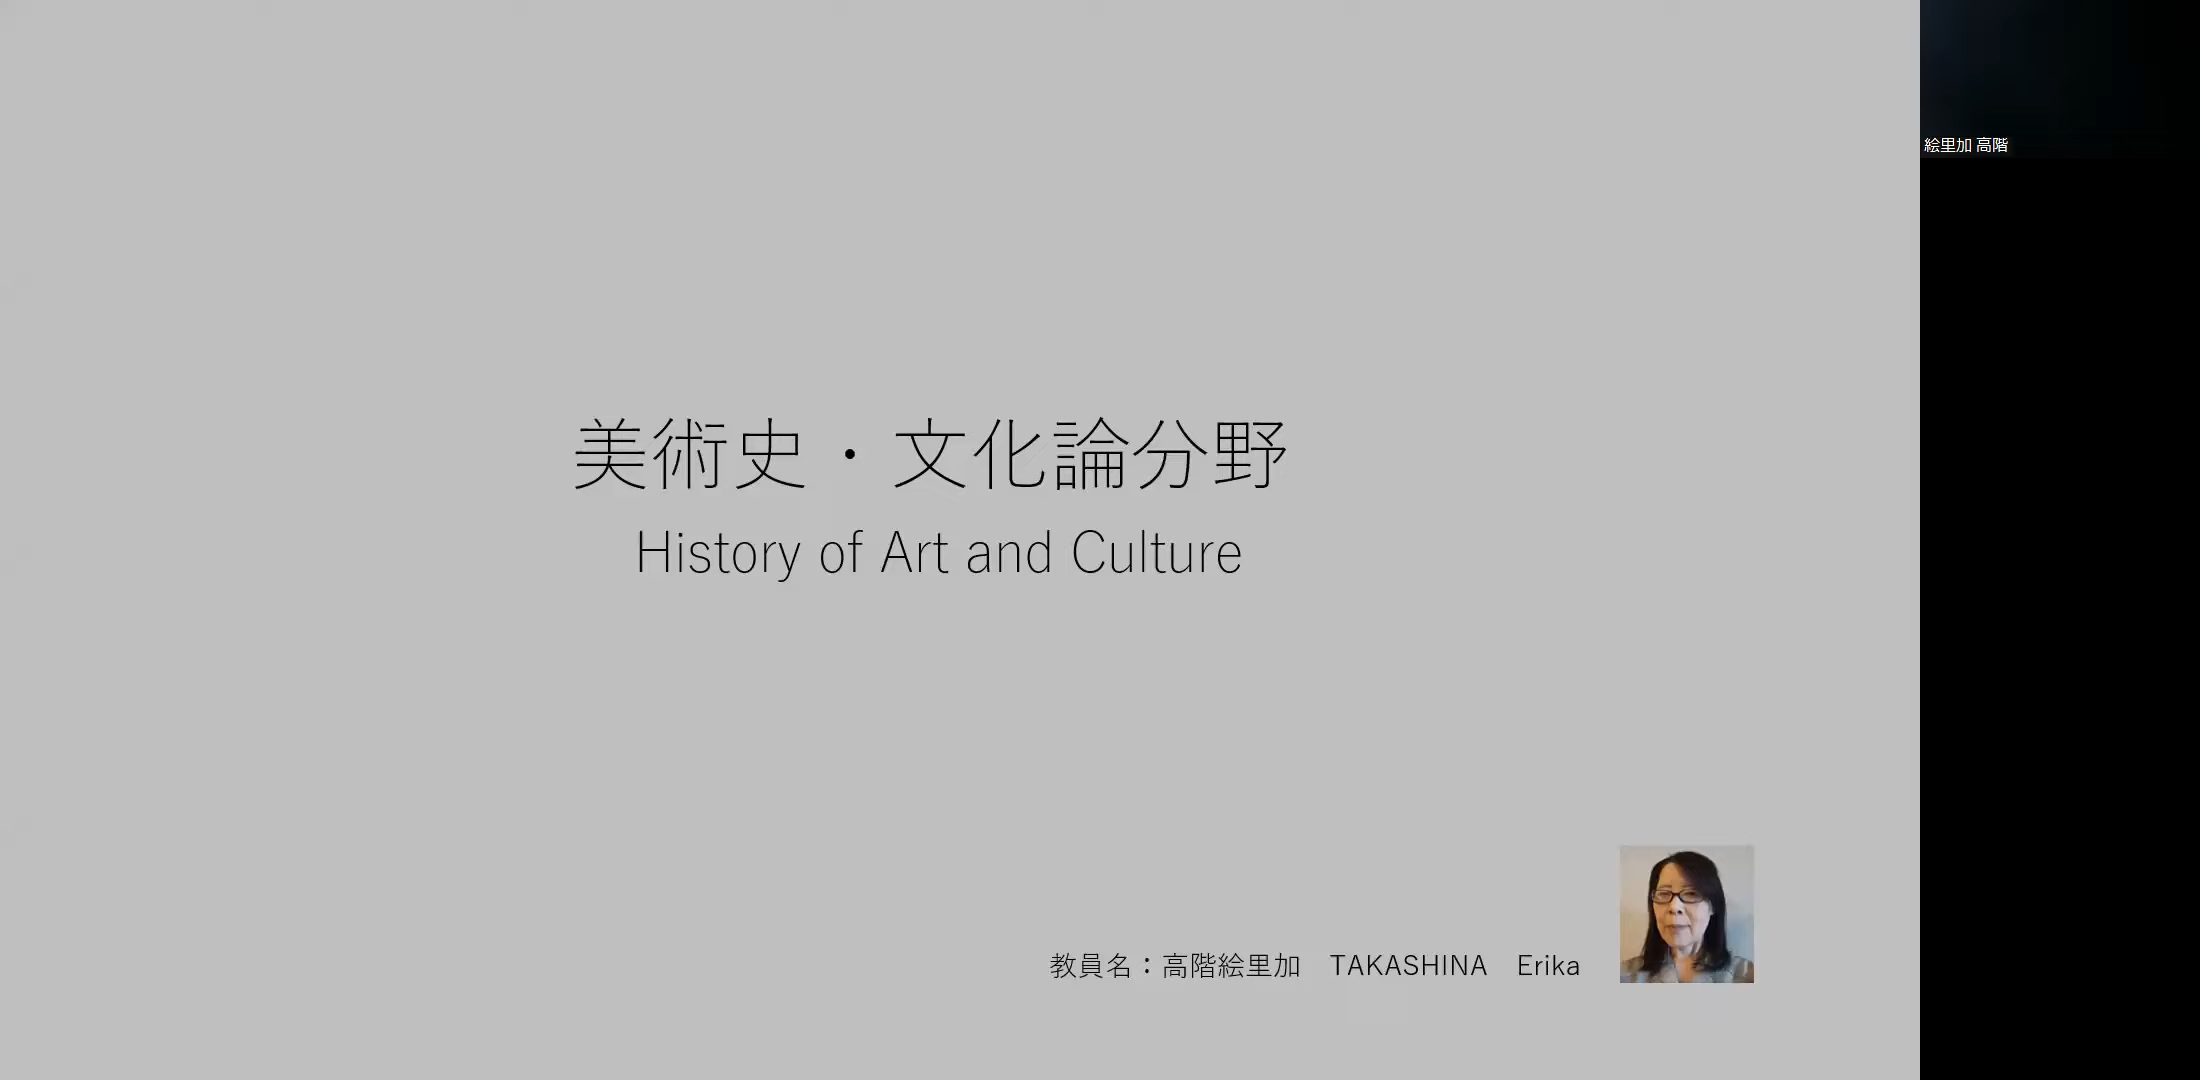 美術史・文化論分野
History of Art and Culture
教員名：高階絵里加　TAKASHINA　Erika
絵里加 高階